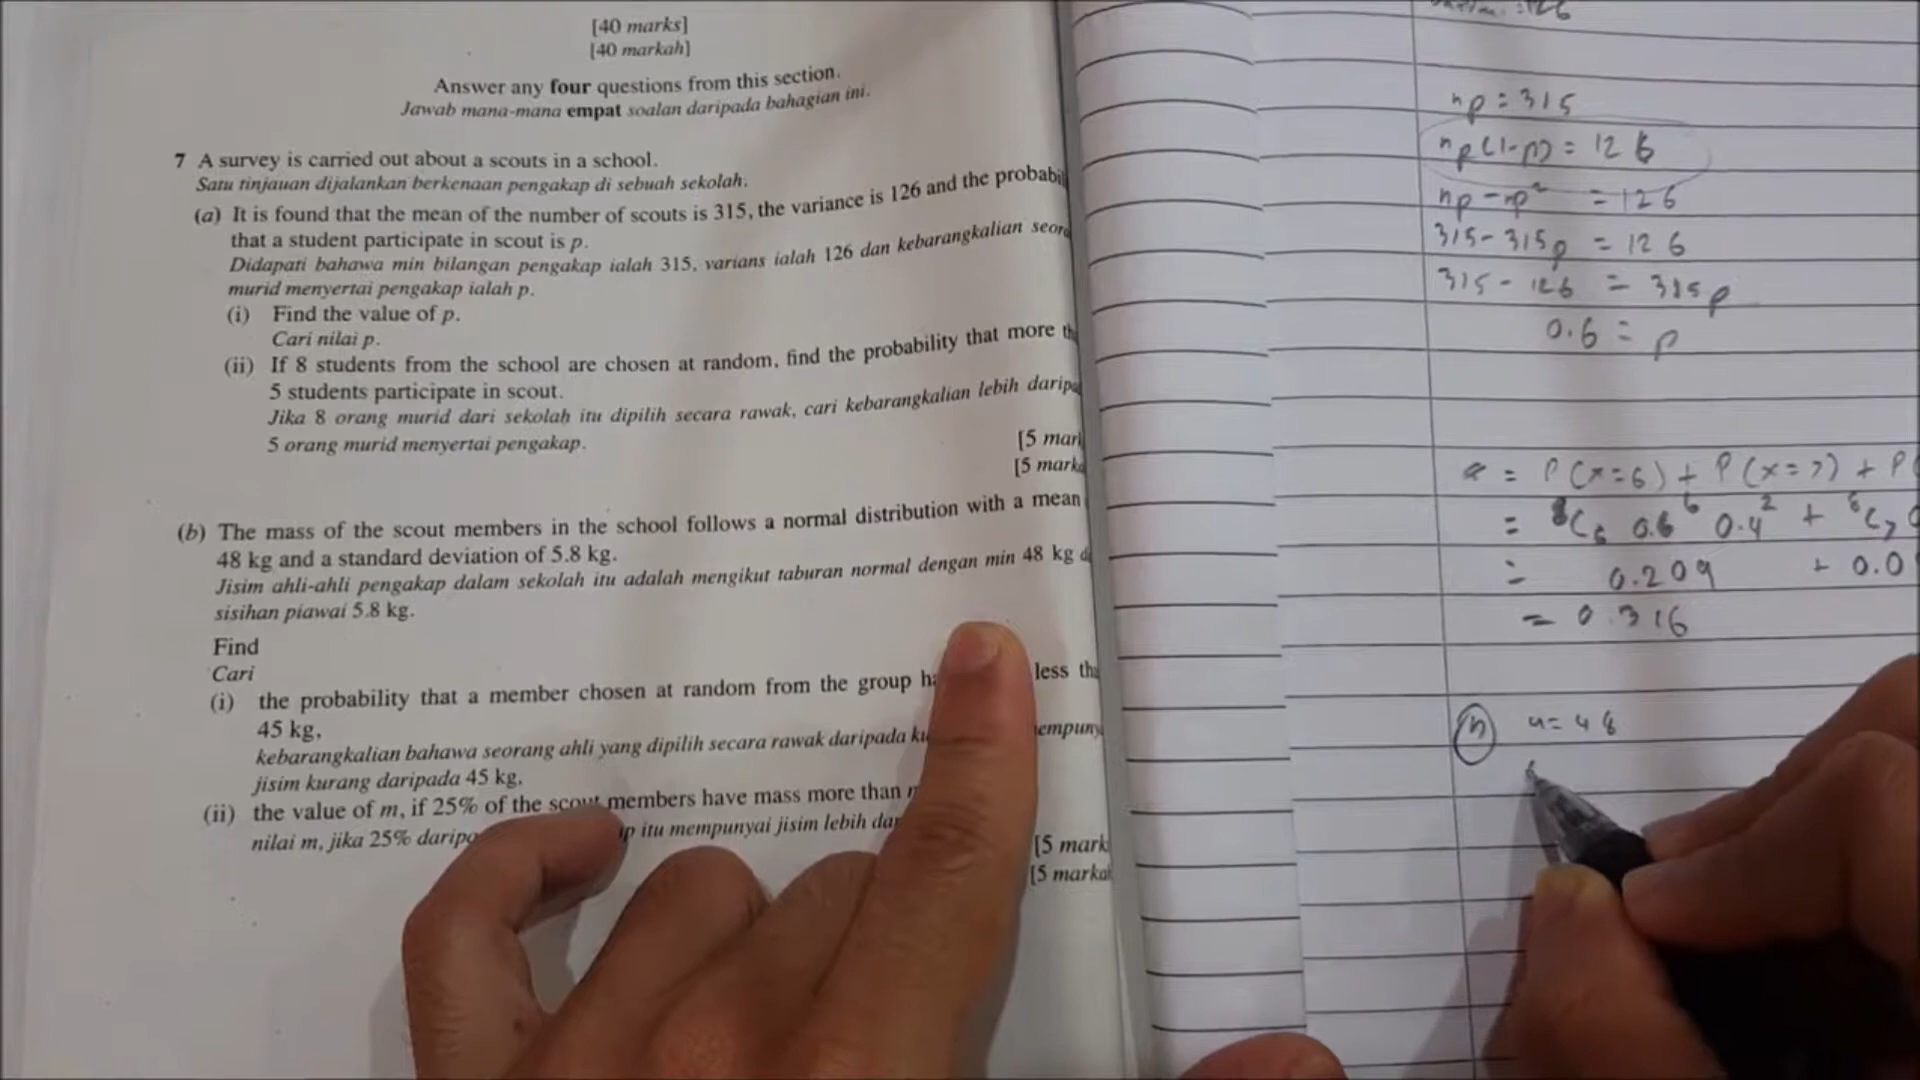 [40 marks]
[40 markah]
Answer any four questions from this section.
Jawab mana-mana empat soalan daripada bahagian ini.
7 A survey is carried out about a scouts in a school.
Satu tinjauan dijalankan berkenaan pengakap di sebuah sekolah.
(a) It is found that the mean of the number of scouts is 315, the variance is 126 and the probabi
that a student participate in scout is p.
Didapati bahawa min bilangan pengakap ialah 315, varians ialah 126 dan kebarangkalian seor
murid menyertai pengakap ialah p.
(i) Find the value of p.
Cari nilai p.
(ii) If 8 students from the school are chosen at random, find the probability that more th
5 students participate in scout.
Jika 8 orang murid dari sekolah itu dipilih secara rawak, cari kebarangkalian lebih darip
5 orang murid menyertai pengakap.
[5 mar
[5 mark
(b) The mass of the scout members in the school follows a normal distribution with a mean
48 kg and a standard deviation of 5.8 kg.
Jisim ahli-ahli pengakap dalam sekolah itu adalah mengikut taburan normal dengan min 48 kg d
sisihan piawai 5.8 kg.
Find
Cari
(i) the probability that a member chosen at random from the group ha less tha
45 kg,
kebarangkalian bahawa seorang ahli yang dipilih secara rawak daripada ku empuny
jisim kurang daripada 45 kg.
(ii) the value of m, if 25% of the scout members have mass more than
nilai m, jika 25% darip p itu mempunyai jisim lebih da
[5 mark
[5 marka
np = 315
np(1-p) = 126
np - np² = 126
315 - 315p = 126
315 - 126 = 315p
0.6 = p
= P(x=6) + P(x=7) + P
= ⁸C₆ 0.6⁶ 0.4² + ⁸C₇ 0
= 0.209 + 0.0
= 0.316
(b) μ = 48